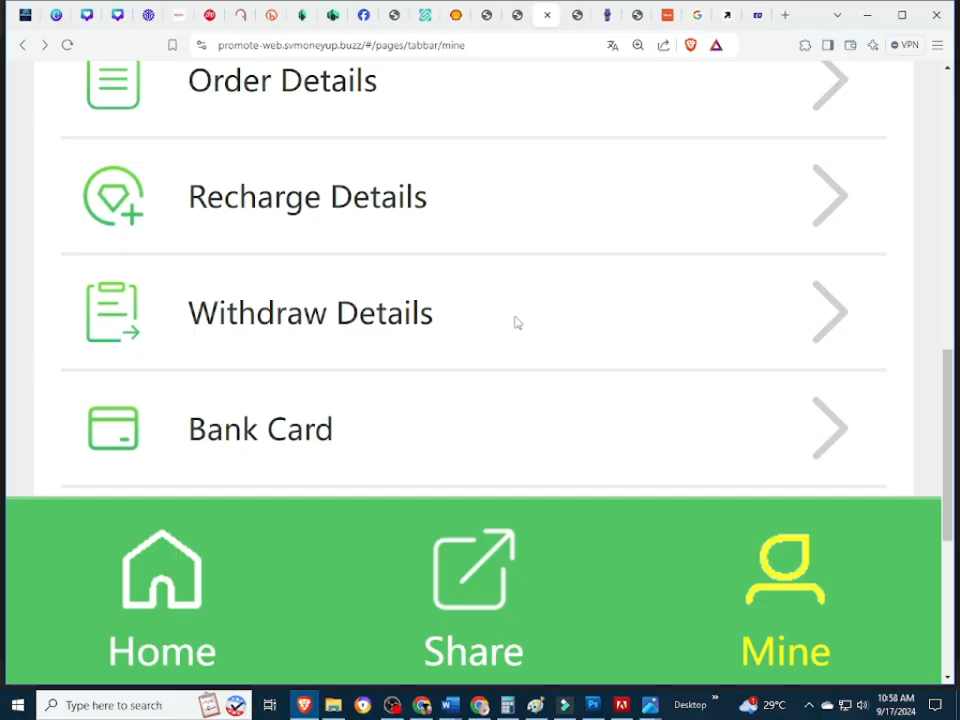 promote-web.svmoneyup.buzz/#/pages/tabbar/mine
VPN
Order Details
Recharge Details
Withdraw Details
Bank Card
Home
Share
Mine
Type here to search
Desktop
29°C
10:58 AM
9/17/2024